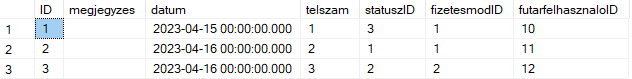 ID megjegyzes datum telszam statuszID fizetesmodID futarfelhasznaloID
1 1 2023-04-15 00:00:00.000 1 3 1 10
2 2 2023-04-16 00:00:00.000 2 1 1 11
3 3 2023-04-16 00:00:00.000 3 2 2 12